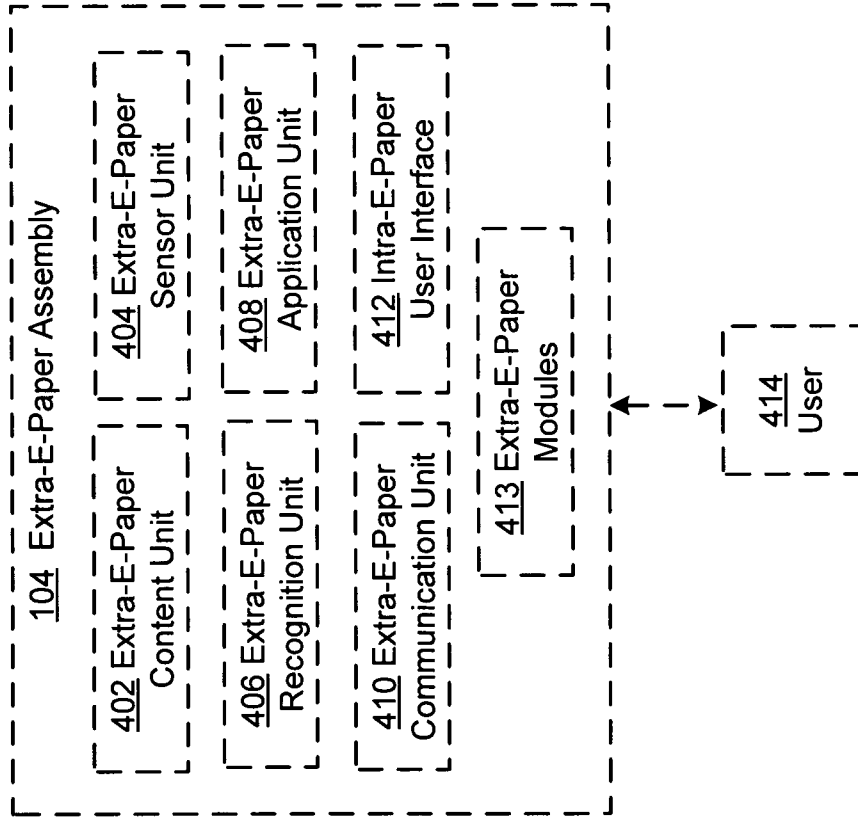 104 Extra-E-Paper Assembly
402 Extra-E-Paper
Content Unit
404 Extra-E-Paper
Sensor Unit
406 Extra-E-Paper
Recognition Unit
408 Extra-E-Paper
Application Unit
410 Extra-E-Paper
Communication Unit
412 Intra-E-Paper
User Interface
413 Extra-E-Paper
Modules
414
User